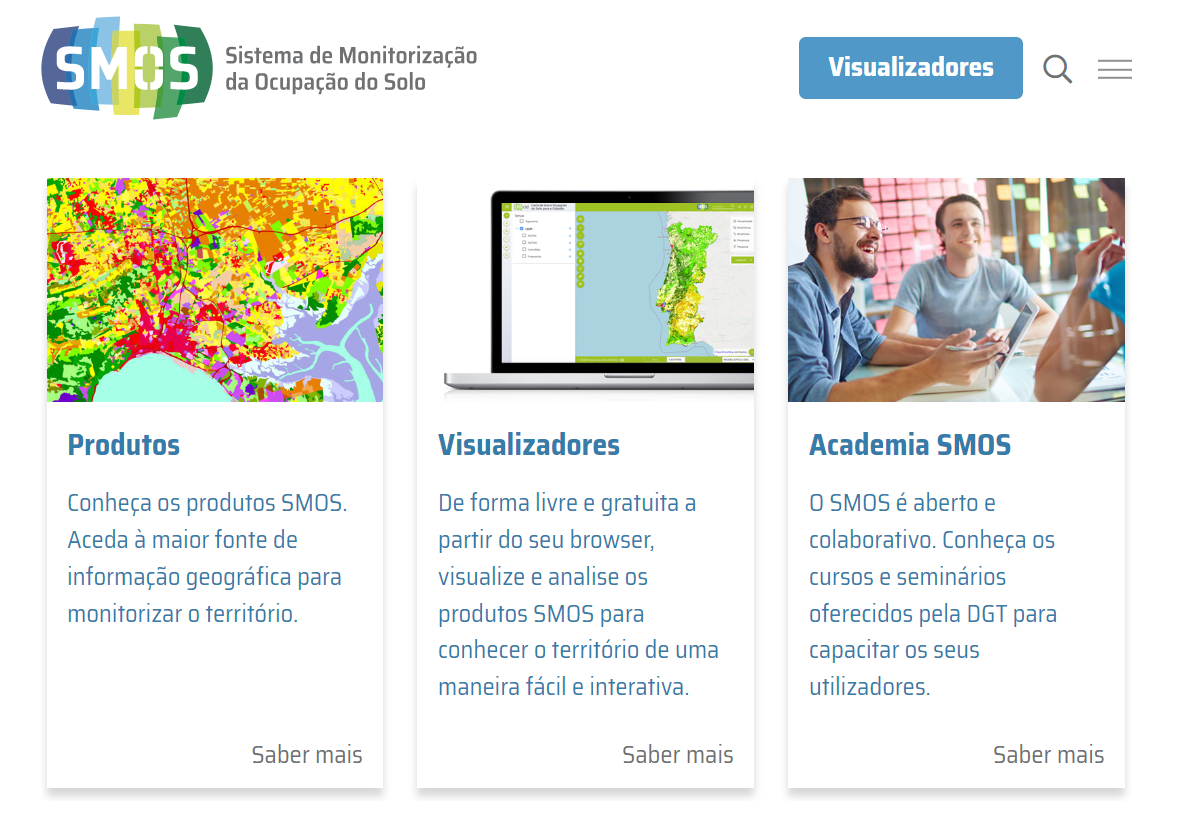 SMOS
Sistema de Monitorização
da Ocupação do Solo
Visualizadores
Produtos
Conheça os produtos SMOS.
Aceda à maior fonte de
informação geográfica para
monitorizar o território.
Saber mais
Visualizadores
De forma livre e gratuita a
partir do seu browser,
visualize e analise os
produtos SMOS para
conhecer o território de uma
maneira fácil e interativa.
Saber mais
Academia SMOS
O SMOS é aberto e
colaborativo. Conheça os
cursos e seminários
oferecidos pela DGT para
capacitar os seus
utilizadores.
Saber mais